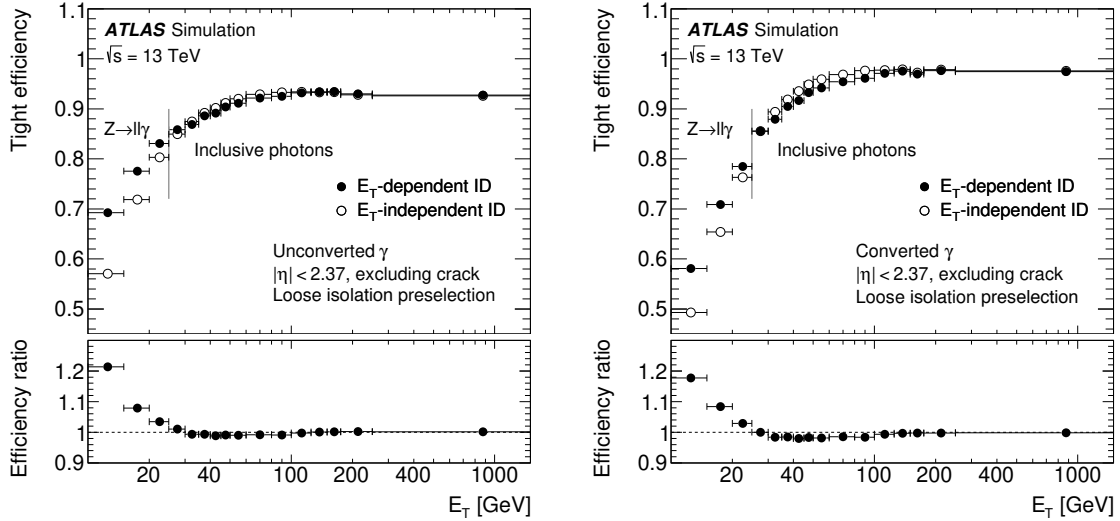 ATLAS Simulation
√s = 13 TeV
Z→llγ
Inclusive photons
E_T-dependent ID
E_T-independent ID
Unconverted γ
|η| < 2.37, excluding crack
Loose isolation preselection
Tight efficiency
1.1
1
0.9
0.8
0.7
0.6
0.5
Efficiency ratio
1.2
1.1
1
0.9
20 40 100 200 1000
E_T [GeV]
ATLAS Simulation
√s = 13 TeV
Z→llγ
Inclusive photons
E_T-dependent ID
E_T-independent ID
Converted γ
|η| < 2.37, excluding crack
Loose isolation preselection
Tight efficiency
1.1
1
0.9
0.8
0.7
0.6
0.5
Efficiency ratio
1.2
1.1
1
0.9
20 40 100 200 1000
E_T [GeV]